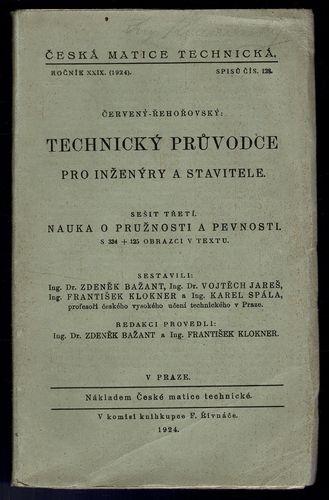 ČESKÁ MATICE TECHNICKÁ.
ROČNÍK XXIX. (1924). SPISŮ ČÍS. 128.
ČERVENÝ-ŘEHOŘOVSKÝ:
TECHNICKÝ PRŮVODCE
PRO INŽENÝRY A STAVITELE.
SEŠIT TŘETÍ.
NAUKA O PRUŽNOSTI A PEVNOSTI.
S 334 + 125 OBRAZCI V TEXTU.
SESTAVILI:
Ing. Dr. ZDENĚK BAŽANT, Ing. Dr. VOJTĚCH JAREŠ,
Ing. FRANTIŠEK KLOKNER a Ing. KAREL SPÁLA,
profesoři českého vysokého učení technického v Praze.
REDAKCI PROVEDLI:
Ing. Dr. ZDENĚK BAŽANT a Ing. FRANTIŠEK KLOKNER.
V PRAZE.
Nákladem České matice technické.
V komisi knihkupce F. Řivnáče.
1924.